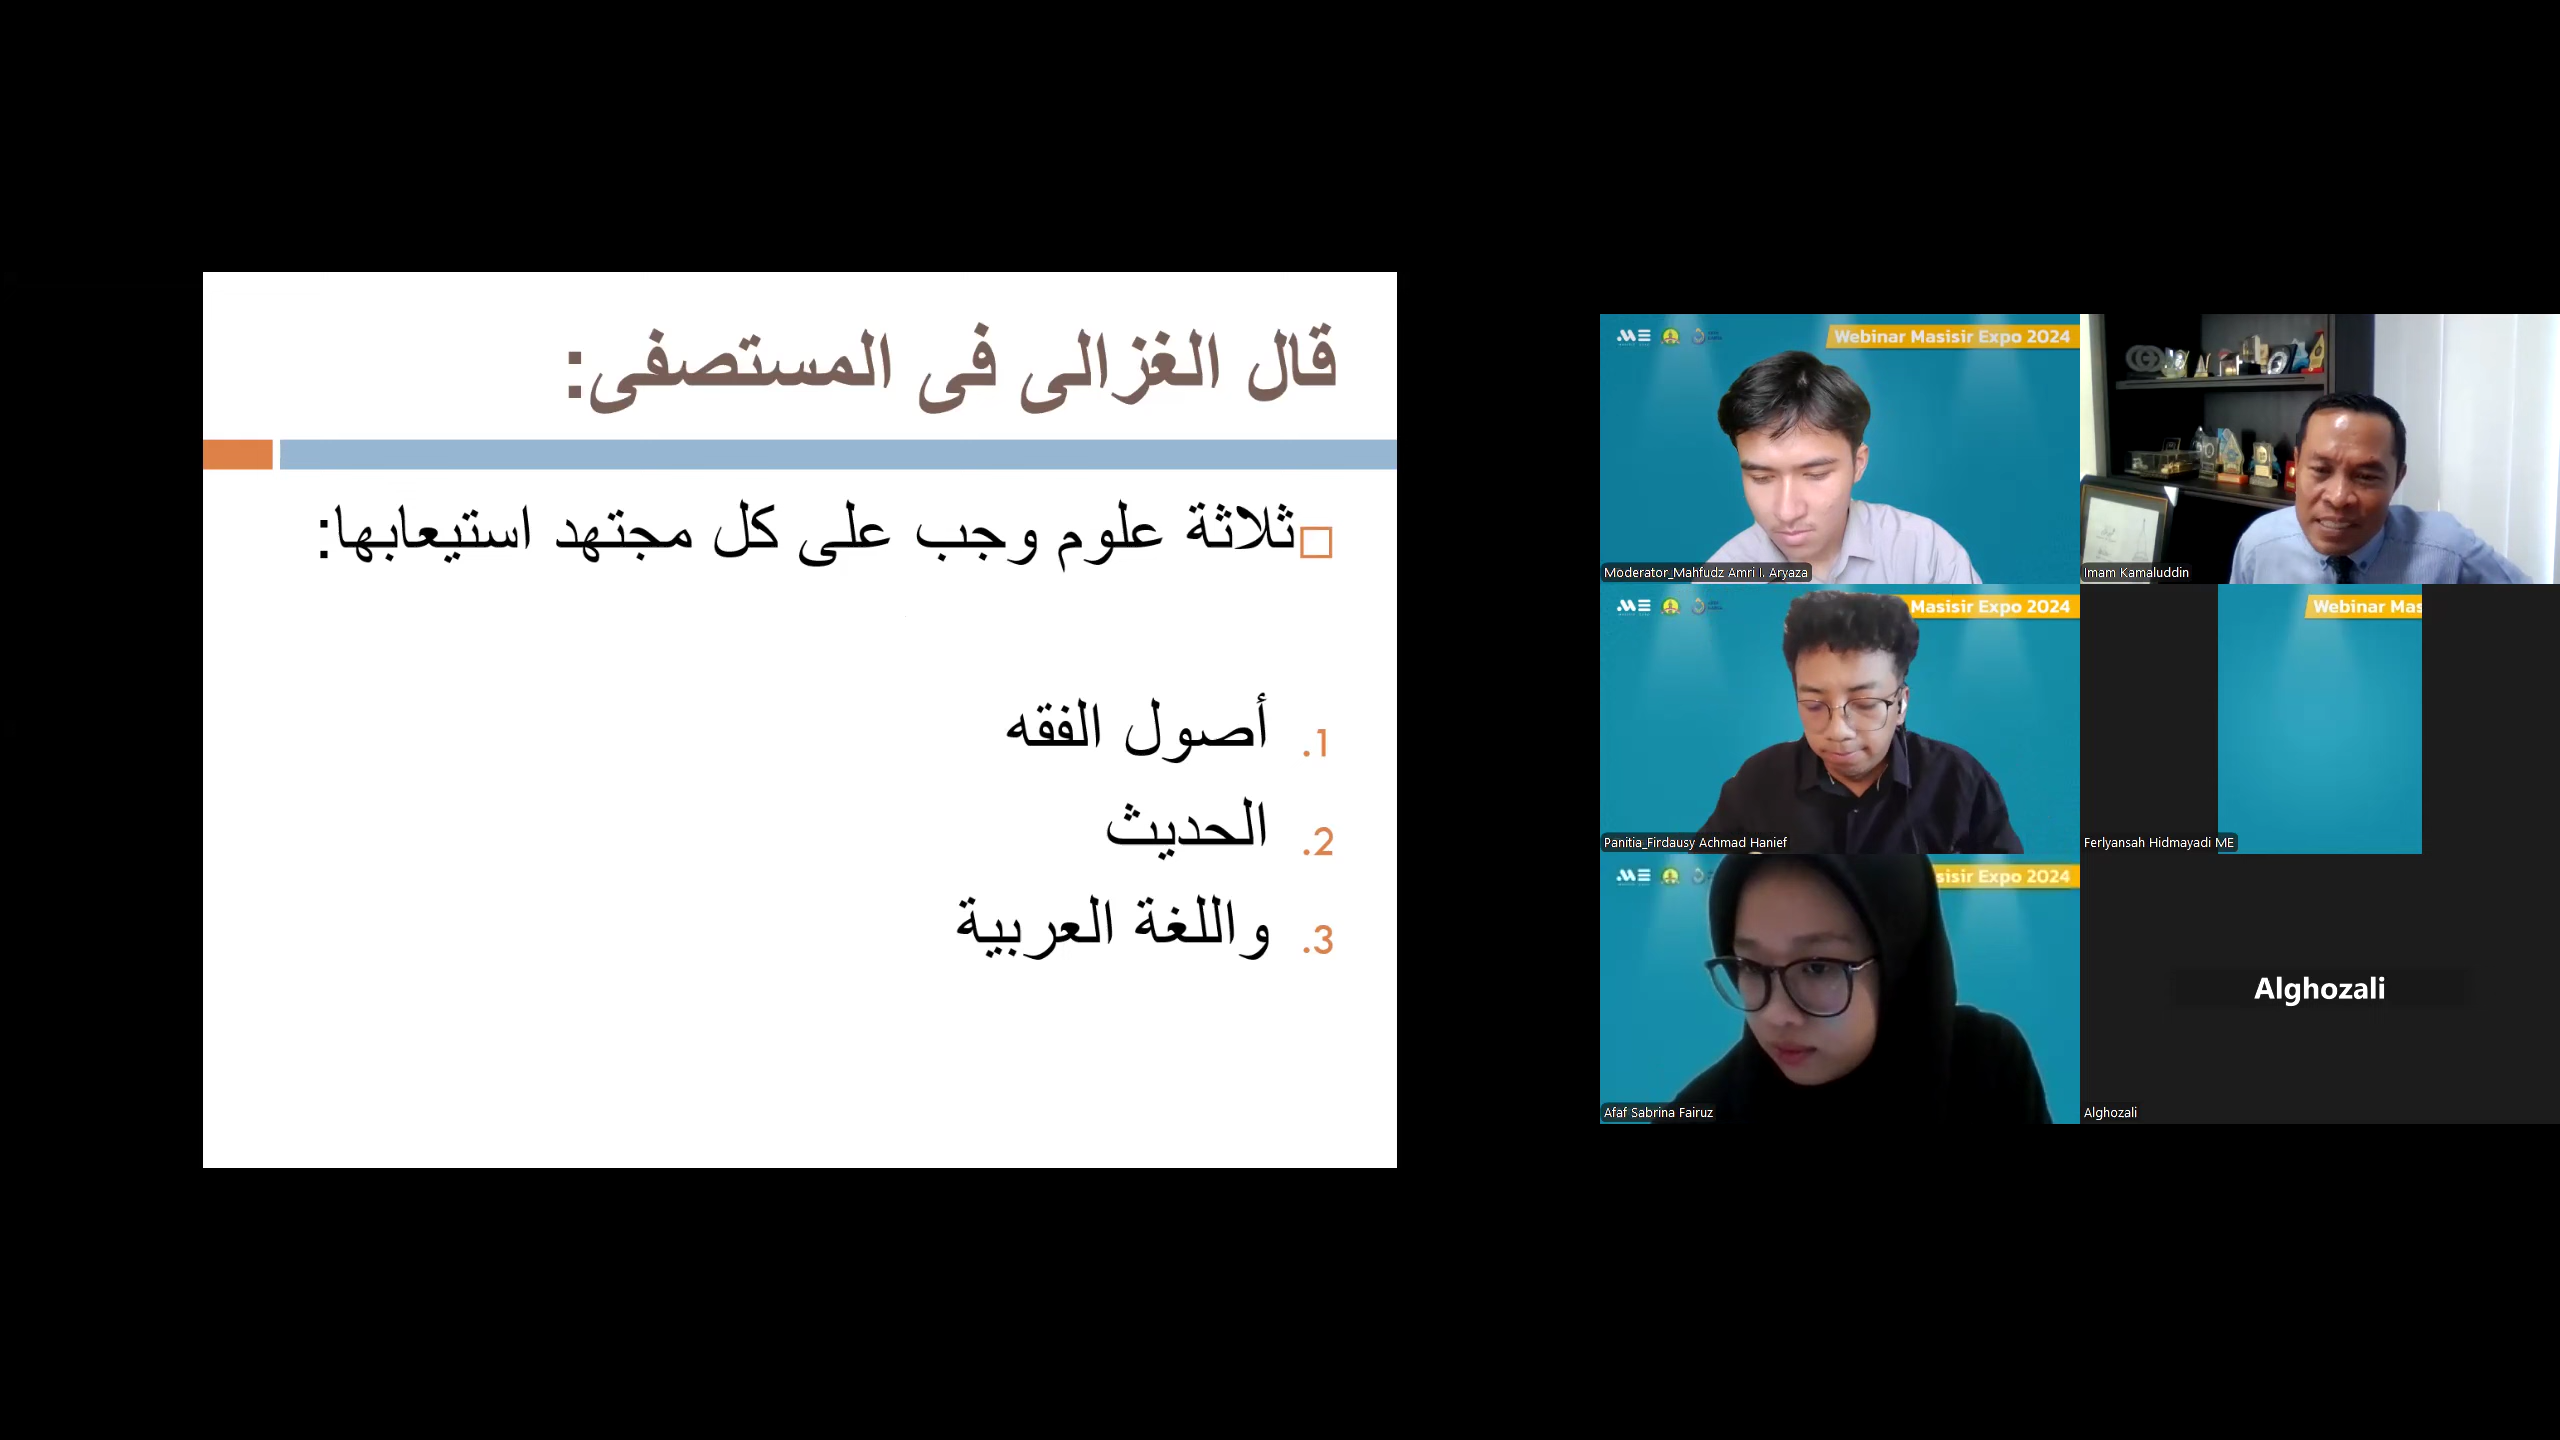 قال الغزالى فى المستصفى:
ثلاثة علوم وجب على كل مجتهد استيعابها:
1. أصول الفقه
2. الحديث
3. واللغة العربية
Webinar Masisir Expo 2024
Moderator_Mahfudz Amri I. Aryaza
Imam Kamaluddin
Masisir Expo 2024
Webinar Mas
Panitia_Firdausy Achmad Hanief
Ferlyansah Hidmayadi ME
sisir Expo 2024
Alghozali
Afaf Sabrina Fairuz
Alghozali